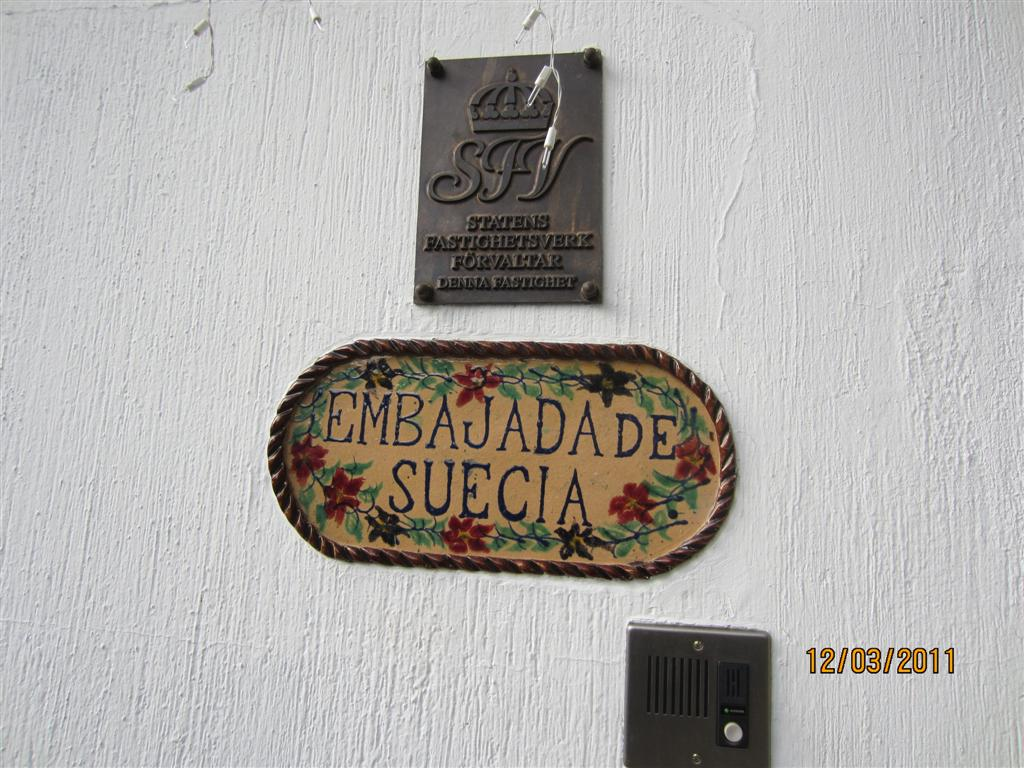 SFV
STATENS
FASTIGHETSVERK
FÖRVALTAR
DENNA FASTIGHET
EMBAJADA DE
SUECIA
12/03/2011